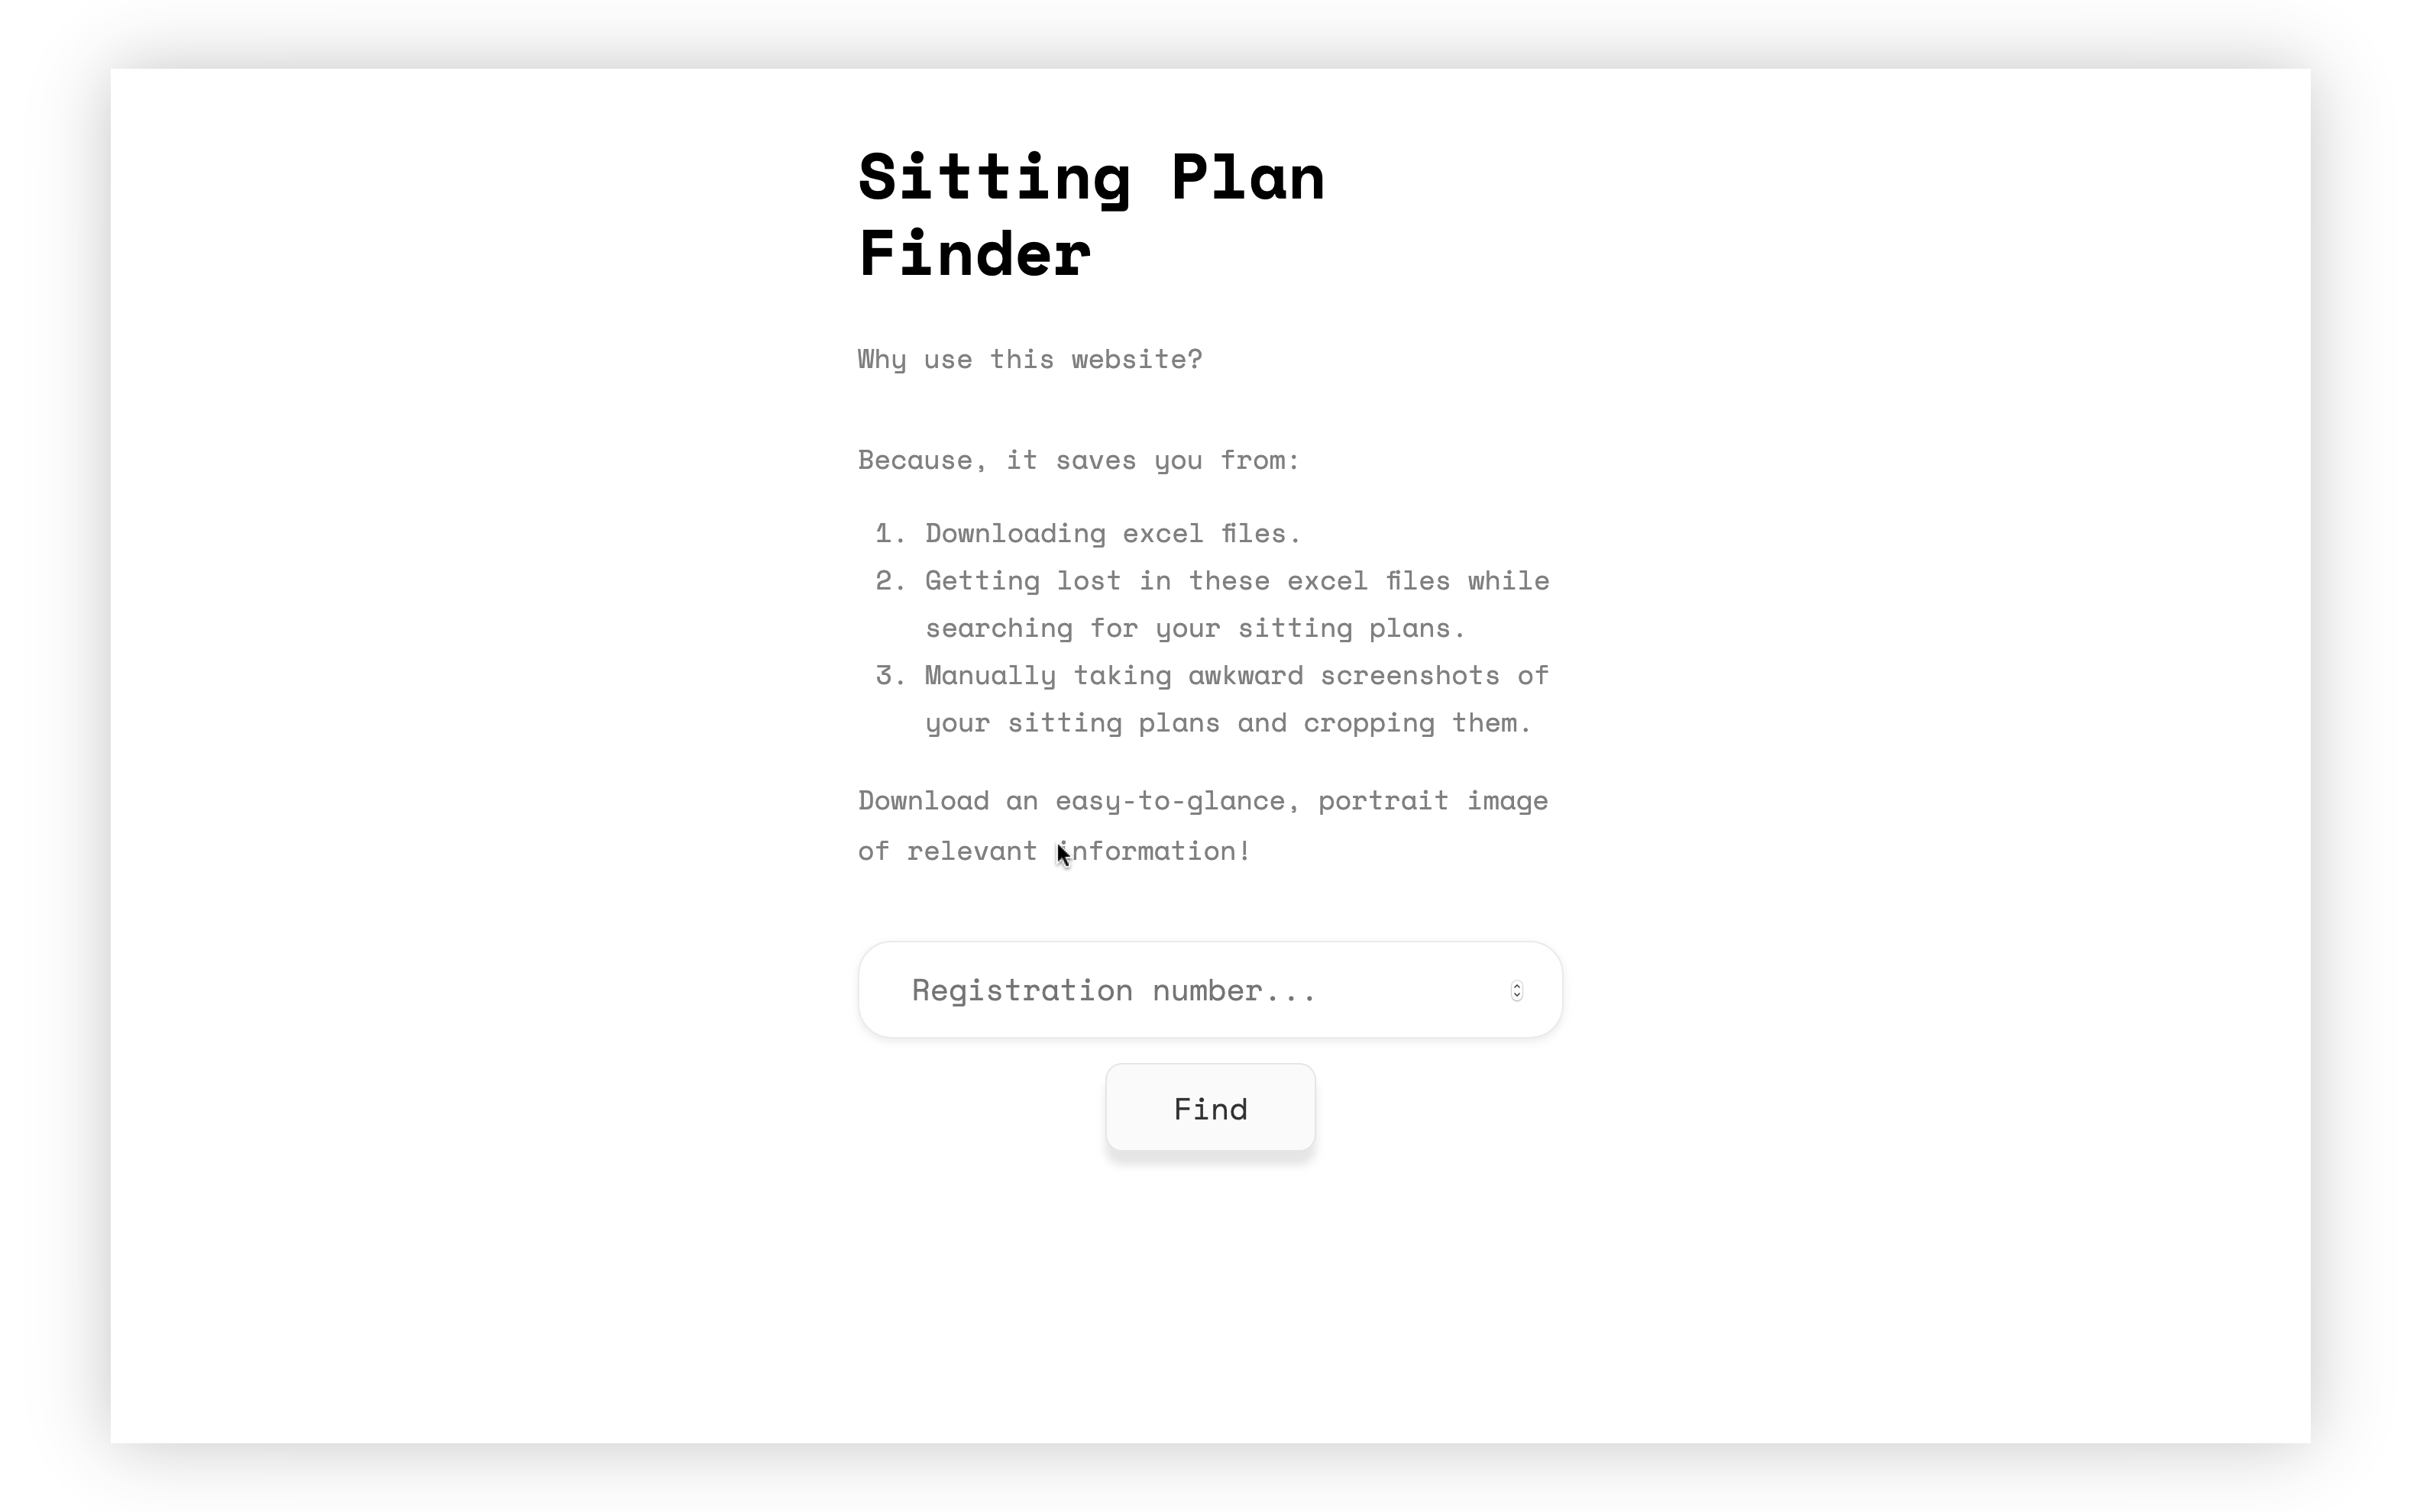 Sitting Plan
Finder
Why use this website?
Because, it saves you from:
1. Downloading excel files.
2. Getting lost in these excel files while
searching for your sitting plans.
3. Manually taking awkward screenshots of
your sitting plans and cropping them.
Download an easy-to-glance, portrait image
of relevant information!
Registration number...
Find